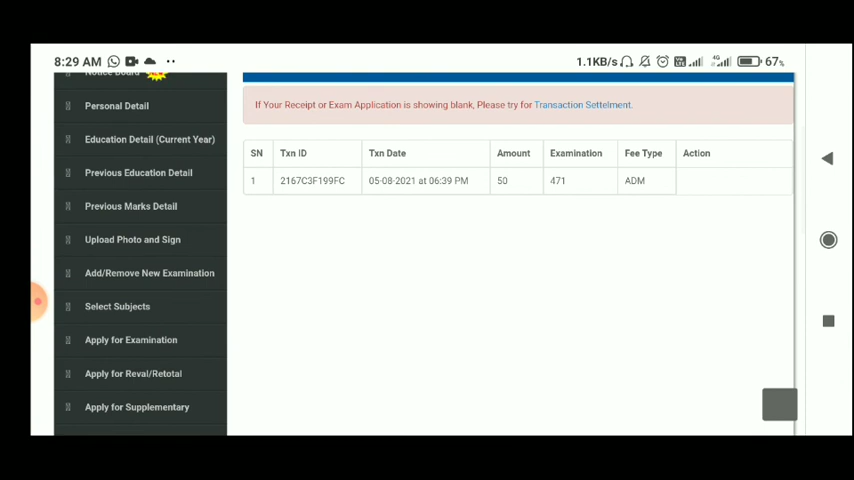 8:29 AM
1.1KB/s
4G
67%
Notice Board
Personal Detail
Education Detail (Current Year)
Previous Education Detail
Previous Marks Detail
Upload Photo and Sign
Add/Remove New Examination
Select Subjects
Apply for Examination
Apply for Reval/Retotal
Apply for Supplementary
If Your Receipt or Exam Application is showing blank, Please try for Transaction Settelment.
SN Txn ID Txn Date Amount Examination Fee Type Action
1 2167C3F199FC 05-08-2021 at 06:39 PM 50 471 ADM